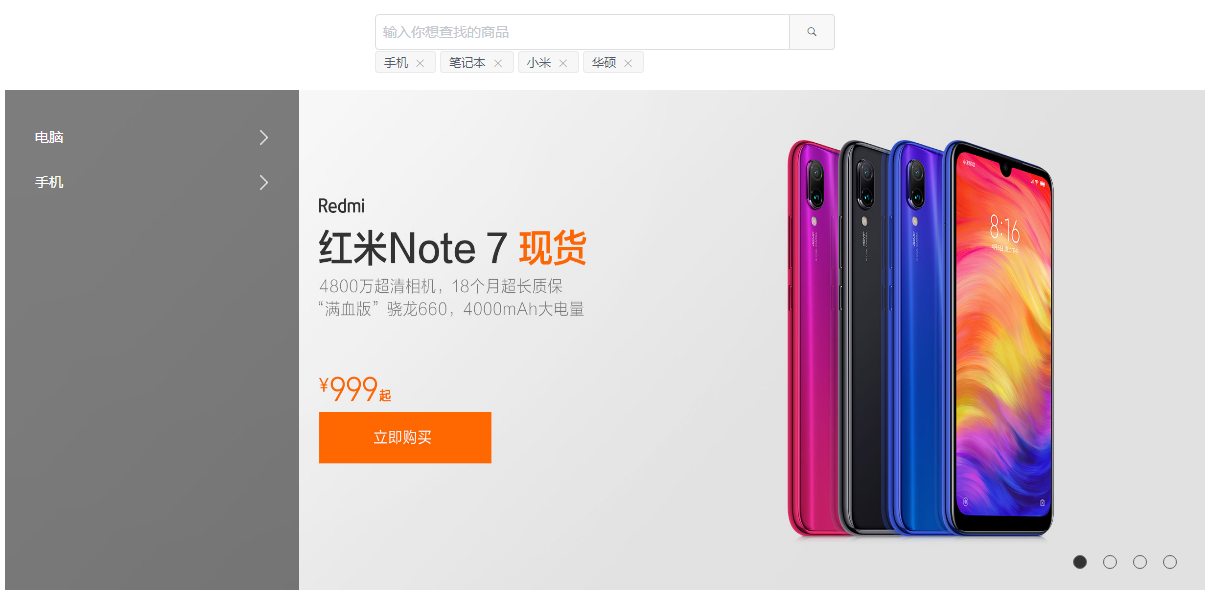 输入你想查找的商品
手机 笔记本 小米 华硕
电脑
手机
Redmi
红米Note 7 现货
4800万超清相机，18个月超长质保
“满血版”骁龙660，4000mAh大电量
¥999起
立即购买
8:16